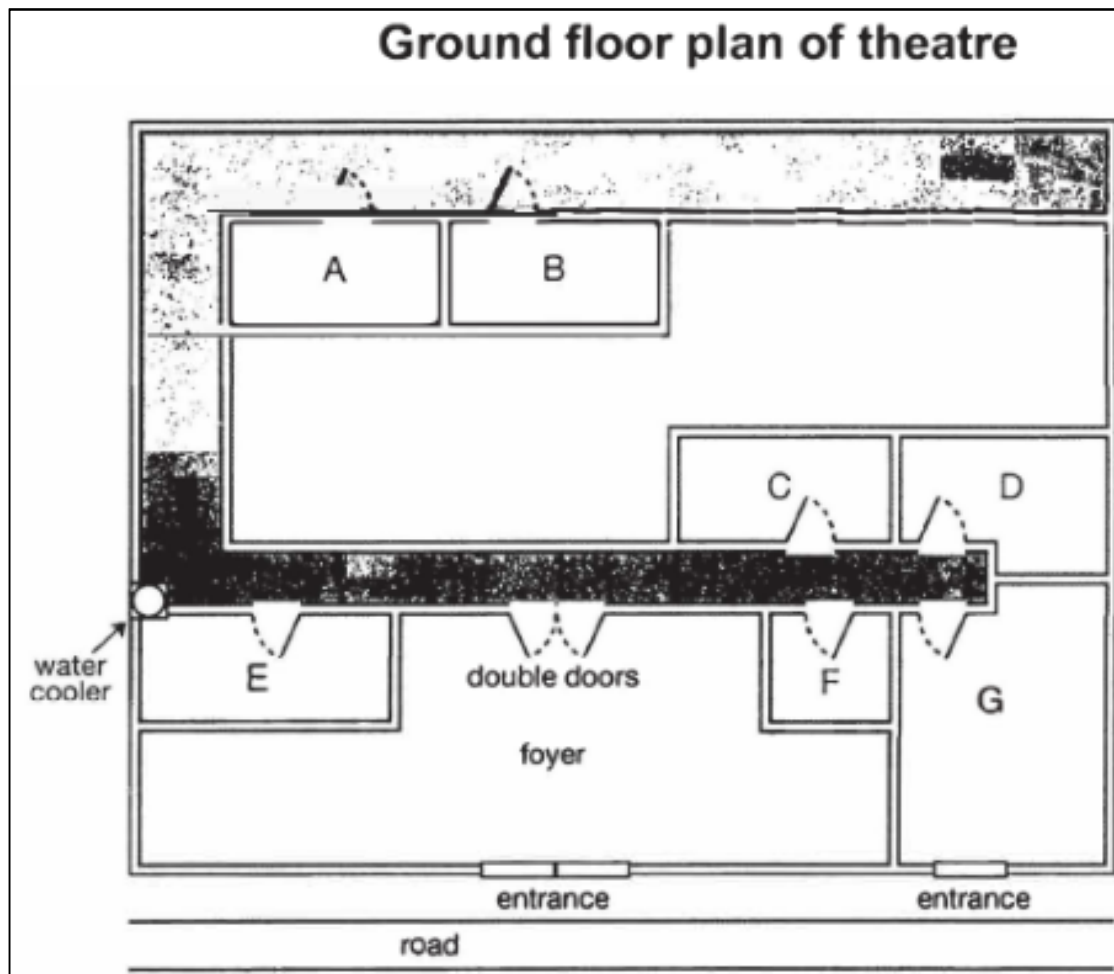 Ground floor plan of theatre
A
B
C
D
water
cooler
E
double doors
F
G
foyer
entrance
entrance
road